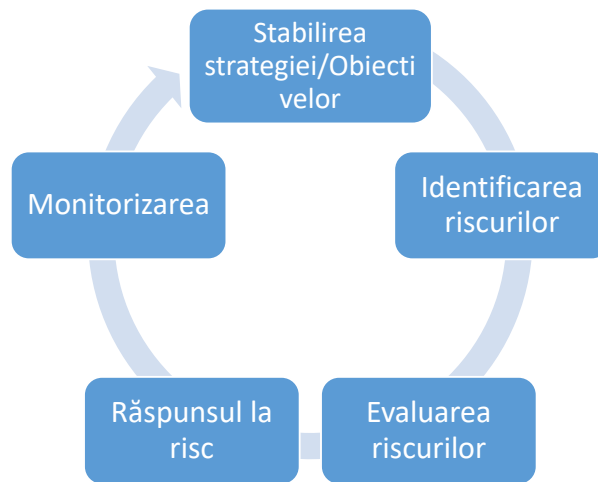 Stabilirea
strategiei/Obiecti
velor
Identificarea
riscurilor
Evaluarea
riscurilor
Răspunsul la
risc
Monitorizarea